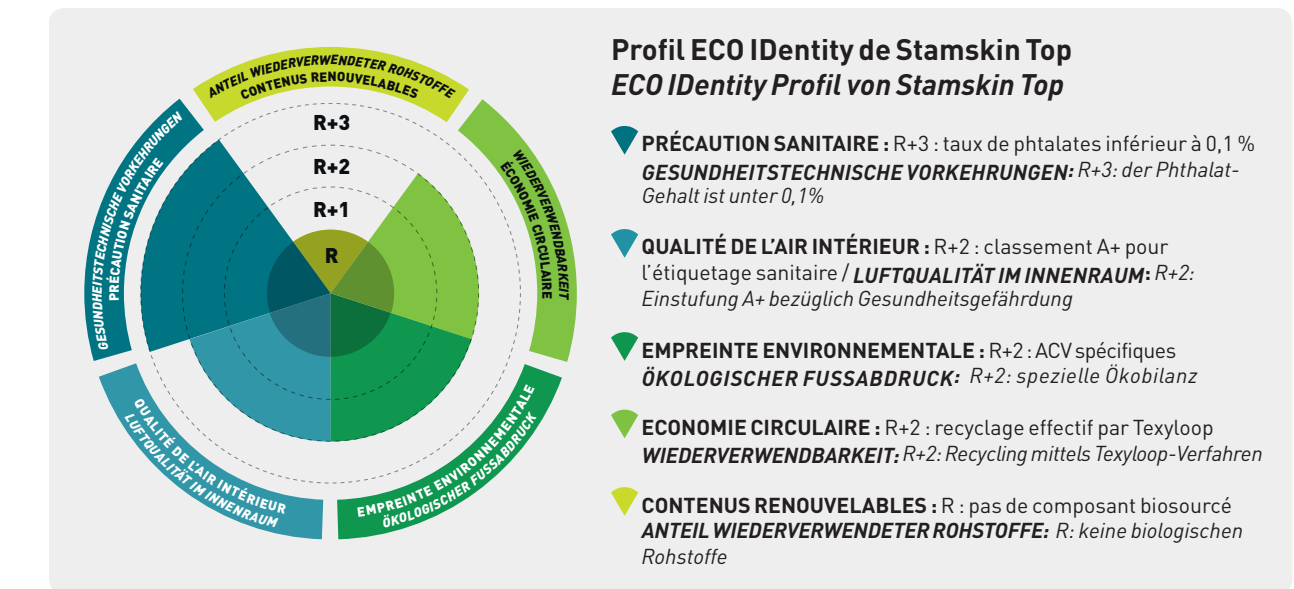 ANTEIL WIEDERVERWENDETER ROHSTOFFE
CONTENUS RENOUVELABLES
GESUNDHEITSTECHNISCHE VORKEHRUNGEN
PRÉCAUTION SANITAIRE
WIEDERVERWENDBARKEIT
ÉCONOMIE CIRCULAIRE
R+3
R+2
R+1
R
QUALITÉ DE L'AIR INTÉRIEUR
LUFTQUALITÄT IM INNENRAUM
EMPREINTE ENVIRONNEMENTALE
ÖKOLOGISCHER FUSSABDRUCK
Profil ECO IDentity de Stamskin Top
ECO IDentity Profil von Stamskin Top
PRÉCAUTION SANITAIRE : R+3 : taux de phtalates inférieur à 0,1 %
GESUNDHEITSTECHNISCHE VORKEHRUNGEN: R+3: der Phthalat-
Gehalt ist unter 0,1%
QUALITÉ DE L'AIR INTÉRIEUR : R+2 : classement A+ pour
l'étiquetage sanitaire / LUFTQUALITÄT IM INNENRAUM: R+2:
Einstufung A+ bezüglich Gesundheitsgefährdung
EMPREINTE ENVIRONNEMENTALE : R+2 : ACV spécifiques
ÖKOLOGISCHER FUSSABDRUCK: R+2: spezielle Ökobilanz
ECONOMIE CIRCULAIRE : R+2 : recyclage effectif par Texyloop
WIEDERVERWENDBARKEIT: R+2: Recycling mittels Texyloop-Verfahren
CONTENUS RENOUVELABLES : R : pas de composant biosourcé
ANTEIL WIEDERVERWENDETER ROHSTOFFE: R: keine biologischen
Rohstoffe